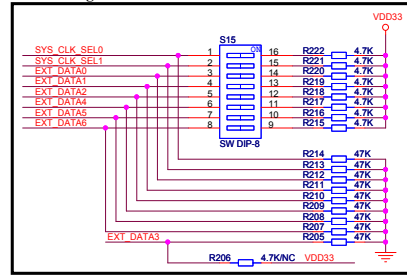 VDD33
S15
SYS_CLK_SEL0 1 ON 16 R222 4.7K
SYS_CLK_SEL1 2 15 R221 4.7K
EXT_DATA0 3 14 R220 4.7K
EXT_DATA1 4 13 R219 4.7K
EXT_DATA2 5 12 R218 4.7K
EXT_DATA4 6 11 R217 4.7K
EXT_DATA5 7 10 R216 4.7K
EXT_DATA6 8 9 R215 4.7K
SW DIP-8
R214 47K
R213 47K
R212 47K
R211 47K
R210 47K
R209 47K
R208 47K
R207 47K
EXT_DATA3 R205 47K
R206 4.7K/NC VDD33